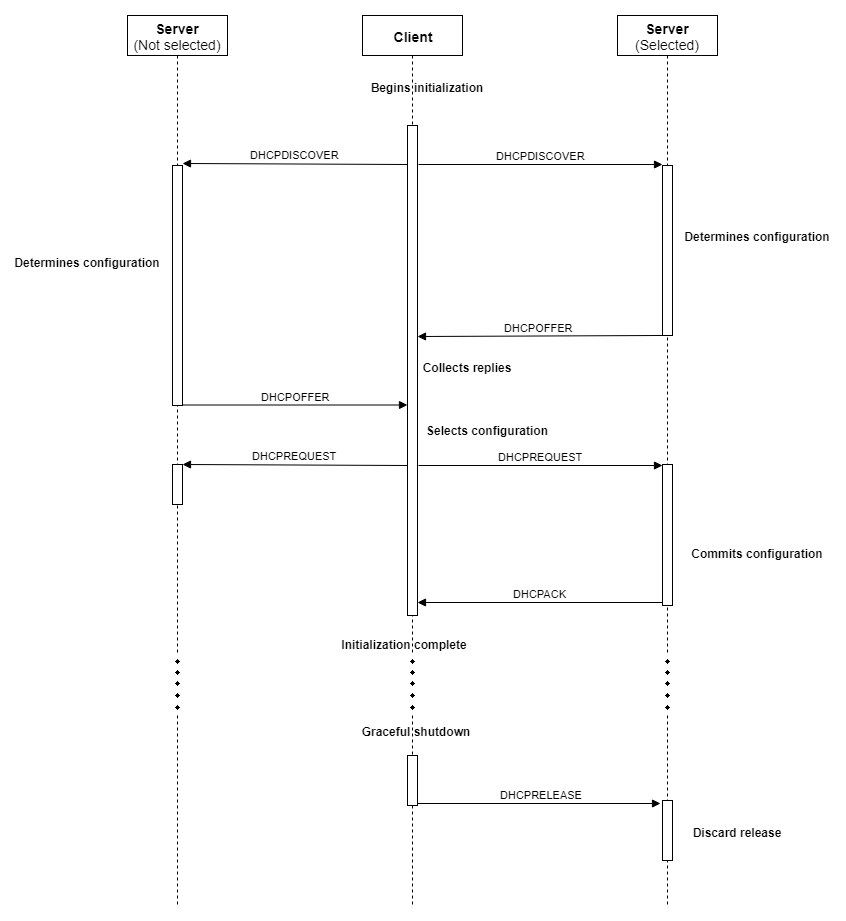 Server
(Not selected)
Client
Server
(Selected)
Begins initialization
DHCPDISCOVER
DHCPDISCOVER
Determines configuration
Determines configuration
DHCPOFFER
Collects replies
DHCPOFFER
Selects configuration
DHCPREQUEST
DHCPREQUEST
Commits configuration
DHCPACK
Initialization complete
Graceful shutdown
DHCPRELEASE
Discard release